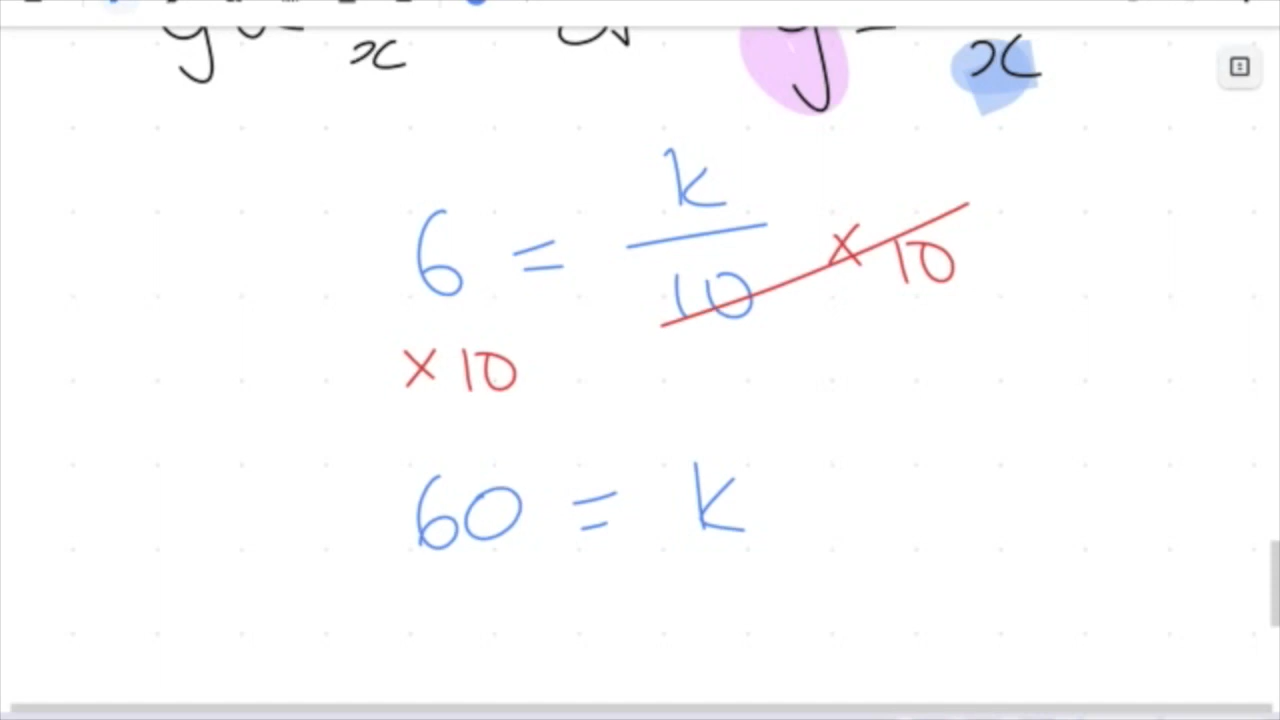 y x y = x
k
6 = 10 × 10
× 10
60 = k